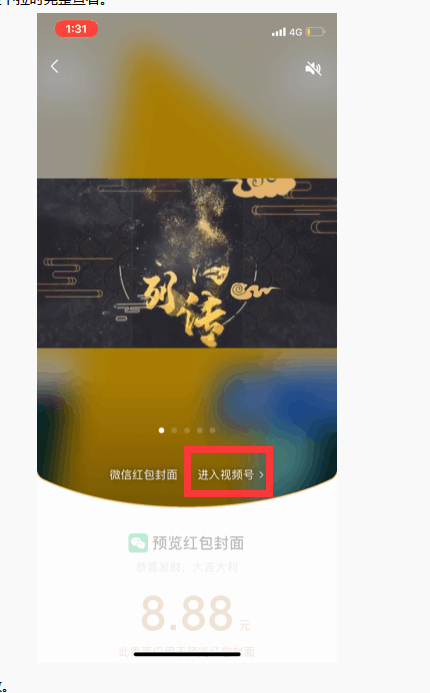 1:31
4G
列
传
微信红包封面 进入视频号
预览红包封面
恭喜发财，大吉大利
8.88 元